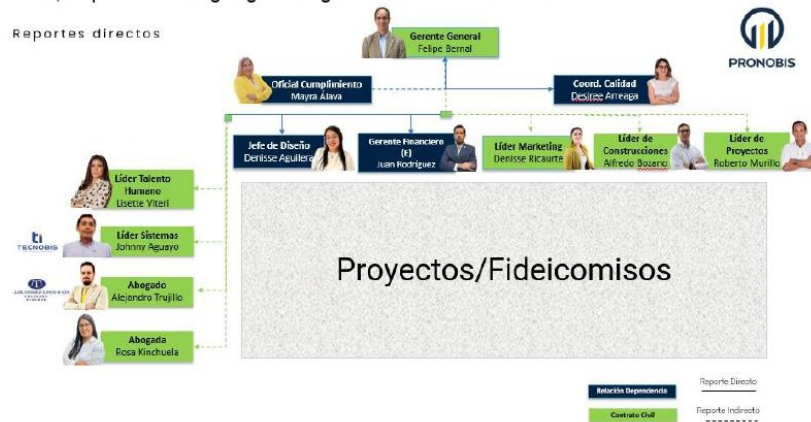 Reportes directos
PRONOBIS
Gerente General
Felipe Bernal
Oficial Cumplimiento
Mayra Álava
Coord. Calidad
Desiree Arreaga
Jefe de Diseño
Denisse Aguilera
Gerente Financiero
(E)
Juan Rodríguez
Líder Marketing
Denisse Ricaurte
Líder de
Construcciones
Alfredo Bozano
Líder de
Proyectos
Roberto Murillo
Líder Talento
Humano
Lisette Viteri
TECNOBIS
Líder Sistemas
Johnny Aguayo
Abogado
Alejandro Trujillo
Abogada
Rosa Kinchuela
Proyectos/Fideicomisos
Relación Dependencia
Reporte Directo
Contrato Civil
Reporte Indirecto